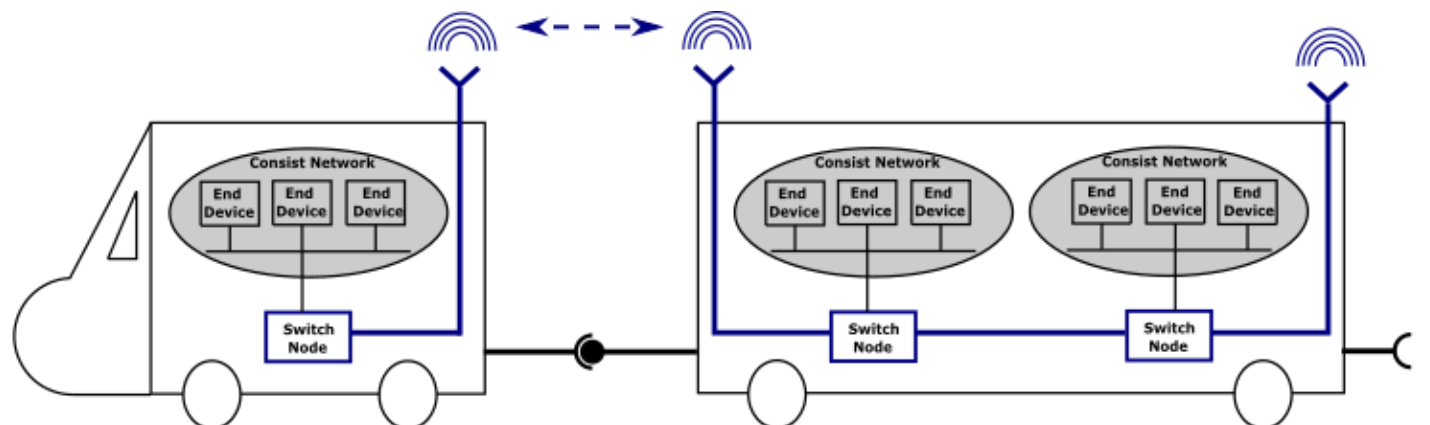 Consist Network
End
Device
End
Device
End
Device
Switch
Node
Consist Network
End
Device
End
Device
End
Device
Switch
Node
Consist Network
End
Device
End
Device
End
Device
Switch
Node